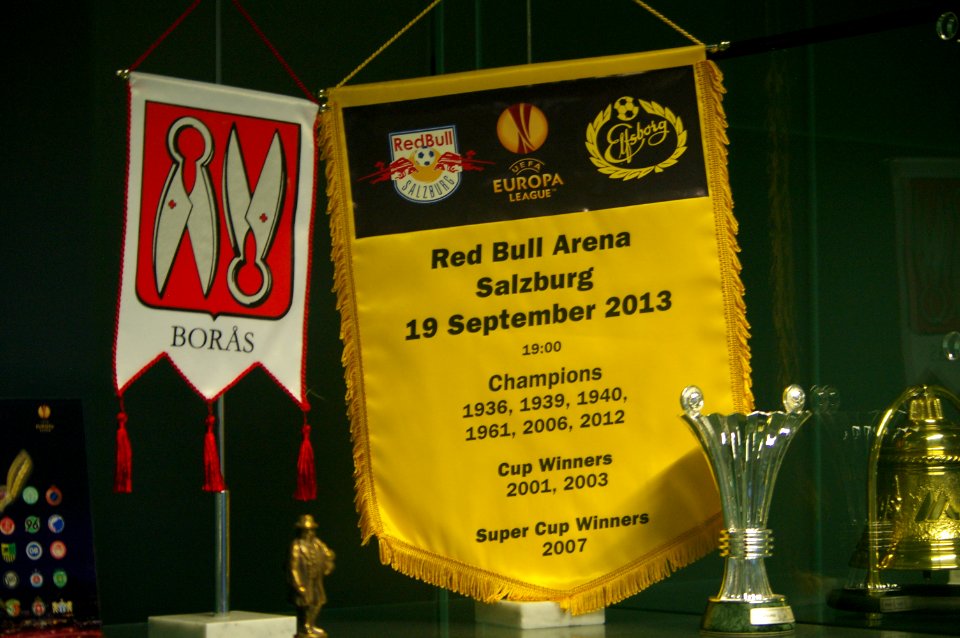 BORÅS
RedBull
SALZBURG
UEFA
EUROPA
LEAGUE
Elfsborg
Red Bull Arena
Salzburg
19 September 2013
19:00
Champions
1936, 1939, 1940,
1961, 2006, 2012
Cup Winners
2001, 2003
Super Cup Winners
2007